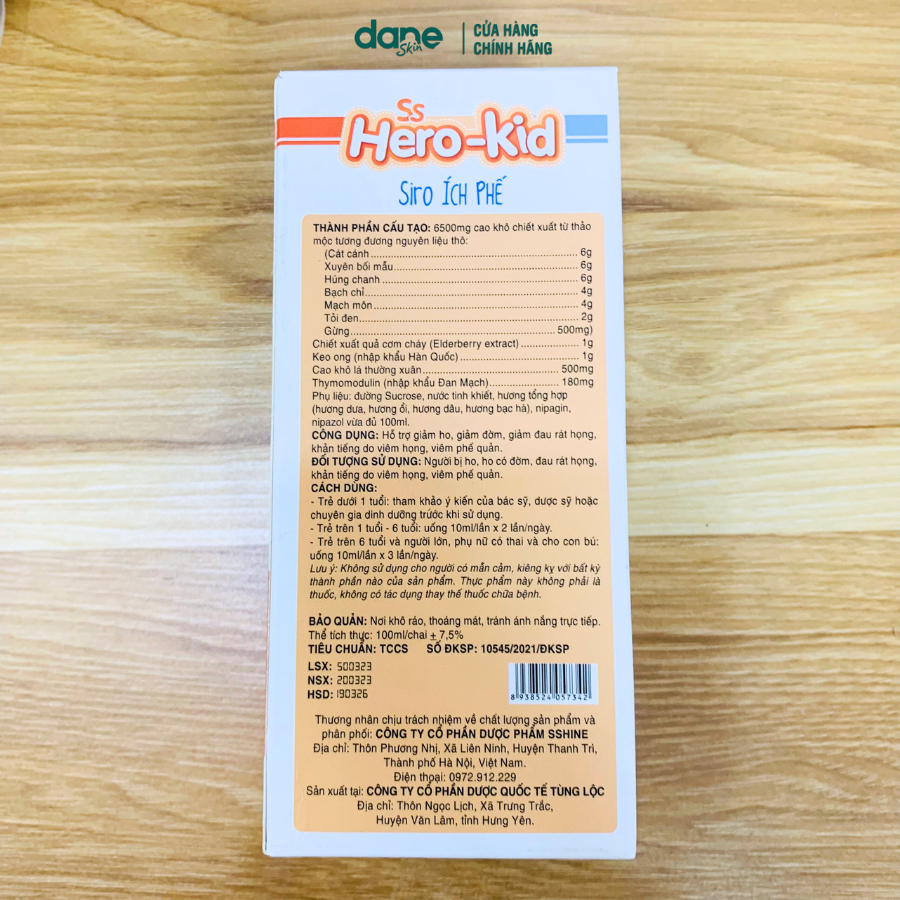 dane
Skin
CỬA HÀNG
CHÍNH HÃNG
Ss
Hero-Kid
Siro ÍCH PHẾ
THÀNH PHẦN CẤU TẠO: 6500mg cao khô chiết xuất từ thảo
mộc tương đương nguyên liệu thô:
(Cát cánh ........ 6g
Xuyên bối mẫu........ 6g
Húng chanh ........ 6g
Bạch chỉ........ 4g
Mạch môn........ 4g
Tỏi đen........ 2g
Gừng........ 500mg)
Chiết xuất quả cơm cháy (Elderberry extract) ........ 1g
Keo ong (nhập khẩu Hàn Quốc) ........ 1g
Cao khô lá thường xuân........ 500mg
Thymomodulin (nhập khẩu Đan Mạch)........ 180mg
Phụ liệu: đường Sucrose, nước tinh khiết, hương tổng hợp
(hương dưa, hương ổi, hương dâu, hương bạc hà), nipagin,
nipazol vừa đủ 100ml.
CÔNG DỤNG: Hỗ trợ giảm ho, giảm đờm, giảm đau rát họng,
khản tiếng do viêm họng, viêm phế quản.
ĐỐI TƯỢNG SỬ DỤNG: Người bị ho, ho có đờm, đau rát họng,
khản tiếng do viêm họng, viêm phế quản.
CÁCH DÙNG:
- Trẻ dưới 1 tuổi: tham khảo ý kiến của bác sỹ, dược sỹ hoặc
chuyên gia dinh dưỡng trước khi sử dụng.
- Trẻ trên 1 tuổi - 6 tuổi: uống 10ml/lần x 2 lần/ngày.
- Trẻ trên 6 tuổi và người lớn, phụ nữ có thai và cho con bú:
uống 10ml/lần x 3 lần/ngày.
Lưu ý: Không sử dụng cho người có mẫn cảm, kiêng kỵ với bất kỳ
thành phần nào của sản phẩm. Thực phẩm này không phải là
thuốc, không có tác dụng thay thế thuốc chữa bệnh.
BẢO QUẢN: Nơi khô ráo, thoáng mát, tránh ánh nắng trực tiếp.
Thể tích thực: 100ml/chai ± 7,5%
TIÊU CHUẨN: TCCS SỐ ĐKSP: 10545/2021/ĐKSP
LSX: 500323
NSX: 200323
HSD: 190326
8 938524 057342
Thương nhân chịu trách nhiệm về chất lượng sản phẩm và
phân phối: CÔNG TY CỔ PHẦN DƯỢC PHẨM SSHINE
Địa chỉ: Thôn Phương Nhị, Xã Liên Ninh, Huyện Thanh Trì,
Thành phố Hà Nội, Việt Nam.
Điện thoại: 0972.912.229
Sản xuất tại: CÔNG TY CỔ PHẦN DƯỢC QUỐC TẾ TÙNG LỘC
Địa chỉ: Thôn Ngọc Lịch, Xã Trưng Trắc,
Huyện Văn Lâm, tỉnh Hưng Yên.